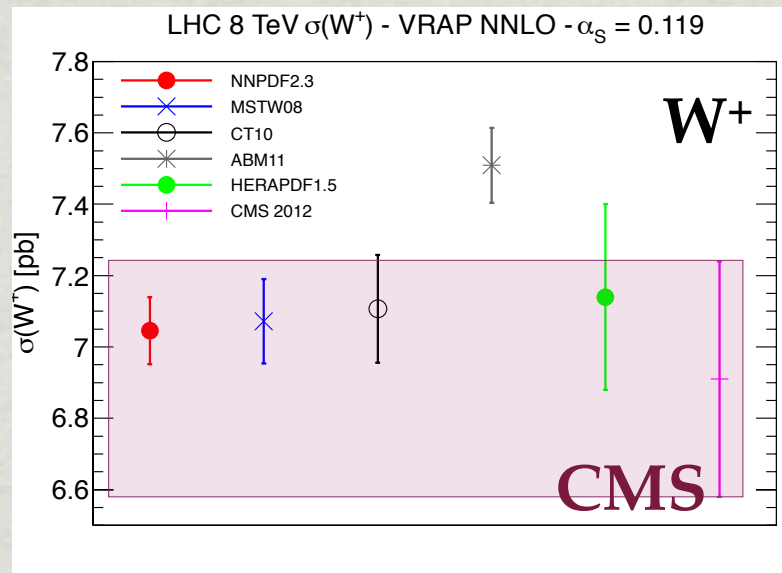 LHC 8 TeV σ(W⁺) - VRAP NNLO - α_S = 0.119
7.8
7.6
7.4
7.2
7
6.8
6.6
σ(W⁺) [pb]
NNPDF2.3
MSTW08
CT10
ABM11
HERAPDF1.5
CMS 2012
W⁺
CMS